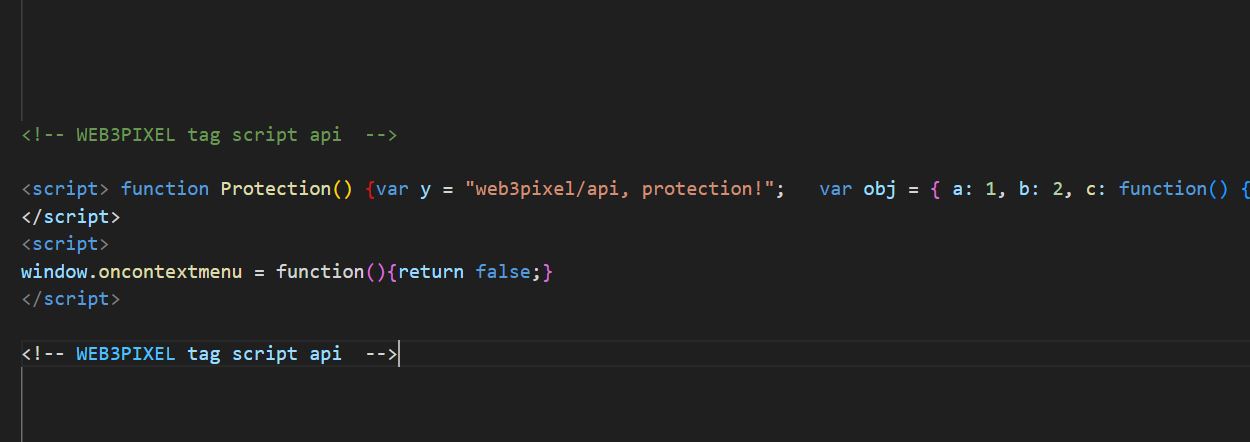 <!-- WEB3PIXEL tag script api  -->
<script> function Protection() {var y = "web3pixel/api, protection!";   var obj = { a: 1, b: 2, c: function() {
</script>
<script>
window.oncontextmenu = function(){return false;}
</script>
<!-- WEB3PIXEL tag script api  -->